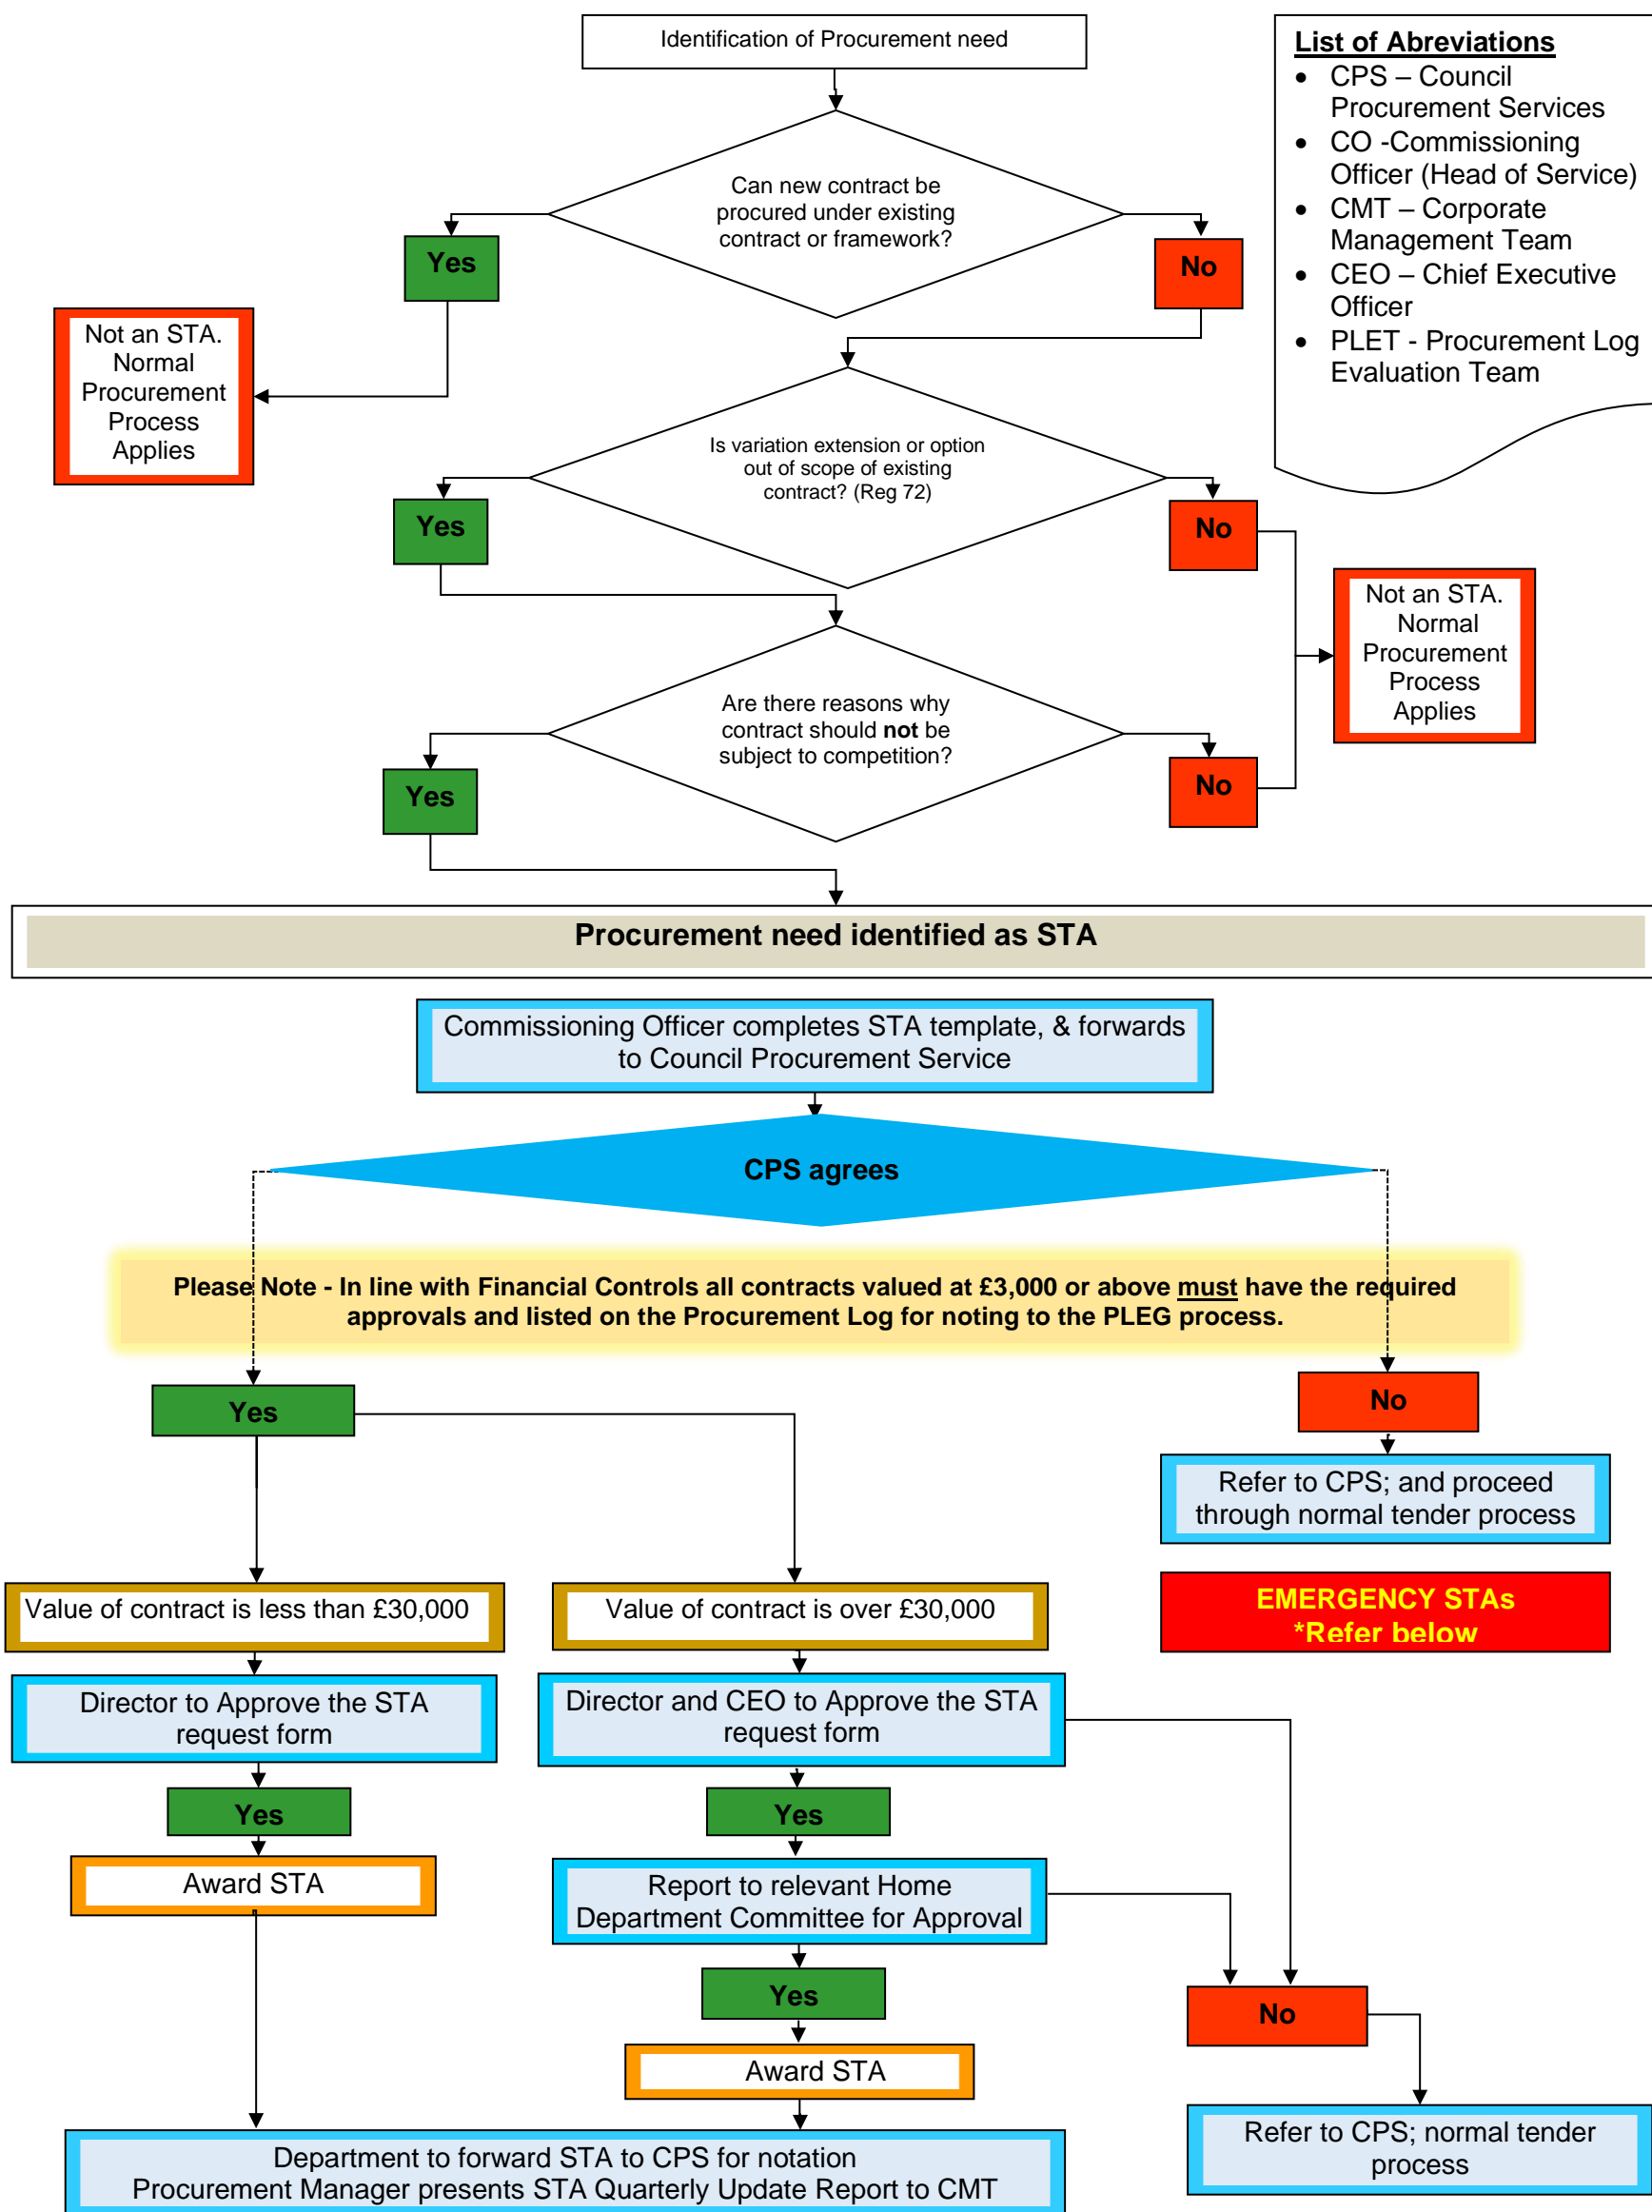 Identification of Procurement need
List of Abreviations
• CPS – Council
Procurement Services
• CO -Commissioning
Officer (Head of Service)
• CMT – Corporate
Management Team
• CEO – Chief Executive
Officer
• PLET - Procurement Log
Evaluation Team
Can new contract be
procured under existing
contract or framework?
Yes
No
Not an STA.
Normal
Procurement
Process
Applies
Is variation extension or option
out of scope of existing
contract? (Reg 72)
Yes
No
Not an STA.
Normal
Procurement
Process
Applies
Are there reasons why
contract should not be
subject to competition?
Yes
No
Procurement need identified as STA
Commissioning Officer completes STA template, & forwards
to Council Procurement Service
CPS agrees
Please Note - In line with Financial Controls all contracts valued at £3,000 or above must have the required
approvals and listed on the Procurement Log for noting to the PLEG process.
Yes
No
Refer to CPS; and proceed
through normal tender process
EMERGENCY STAs
*Refer below
Value of contract is less than £30,000
Value of contract is over £30,000
Director to Approve the STA
request form
Director and CEO to Approve the STA
request form
Yes
Yes
Award STA
Report to relevant Home
Department Committee for Approval
Yes
No
Award STA
Refer to CPS; normal tender
process
Department to forward STA to CPS for notation
Procurement Manager presents STA Quarterly Update Report to CMT